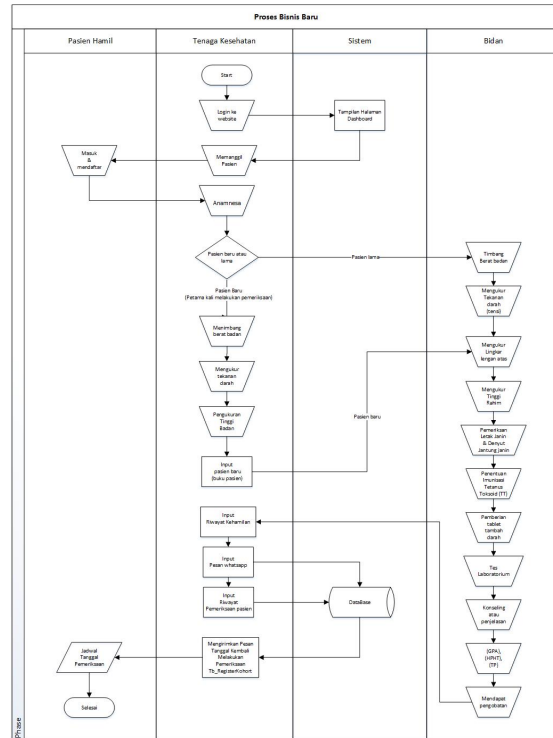 Proses Bisnis Baru
Pasien Hamil
Tenaga Kesehatan
Sistem
Bidan
Start
Login ke
website
Tampilan Halaman
Dashboard
Masuk
&
mendaftar
Memanggil
Pasien
Anamnesa
Pasien baru atau
lama
Pasien lama
Timbang
Berat badan
Pasien Baru
(Petama kali melakukan pemeriksaan)
Mengukur
Tekanan
darah
(tensi)
Menimbang
berat badan
Mengukur
Lingkar
lengan atas
Mengukur
tekanan
darah
Mengukur
Tinggi
Rahim
Pengukuran
Tinggi
Badan
Pasien baru
Pemeriksaan
Letak Janin
& Denyut
Jantung Janin
Input
pasien baru
(buku pasien)
Penentuan
Imunisasi
Tetanus
Toksoid (TT)
Input
Riwayat Kehamilan
Pemberian
tablet
tambah
darah
Input
Pesan whatsapp
Tes
Laboratorium
Input
Riwayat
Pemeriksaan pasien
DataBase
Konseling
atau
penjelasan
Jadwal
Tanggal
Pemeriksaan
Mengirimkan Pesan
Tanggal Kembali
Melakukan
Pemeriksaan
Tb_RegisterKohort
(GPA),
(HPHT),
(TP)
Selesai
Mendapat
pengobatan
Phase